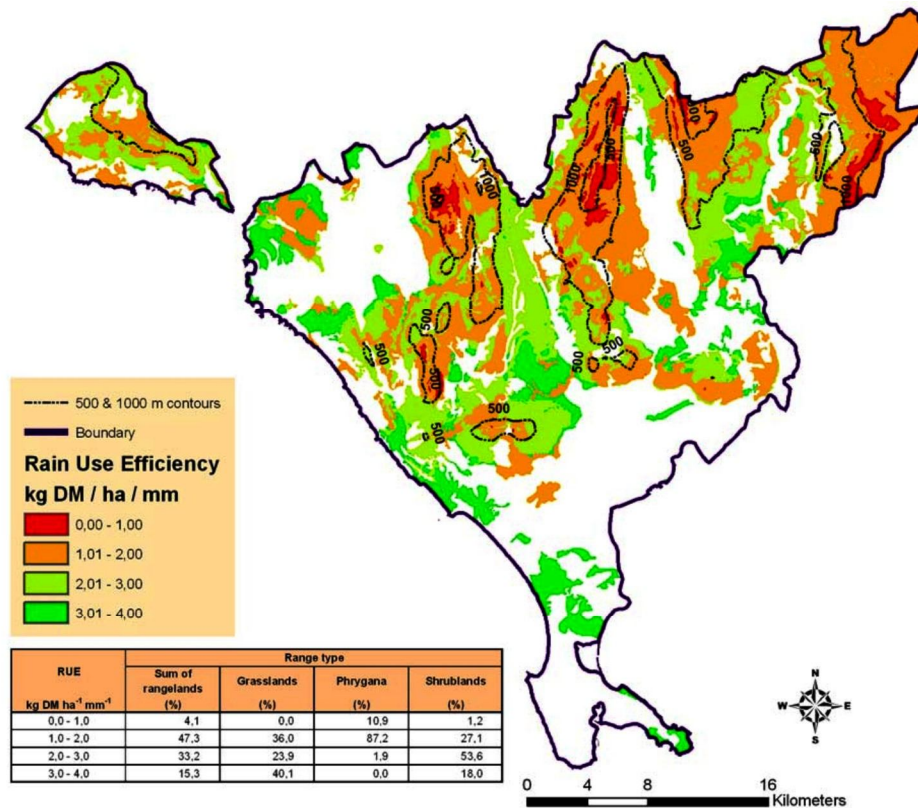 1000
500
500
1000
500
500
1000
500
500
500
500
500
500
500
500 & 1000 m contours
Boundary
Rain Use Efficiency
kg DM / ha / mm
0,00 - 1,00
1,01 - 2,00
2,01 - 3,00
3,01 - 4,00
RUE Range type
Sum of rangelands Grasslands Phrygana Shrublands
kg DM ha⁻¹ mm⁻¹ (%) (%) (%) (%)
0,0 - 1,0 4,1 0,0 10,9 1,2
1,0 - 2,0 47,3 36,0 87,2 27,1
2,0 - 3,0 33,2 23,9 1,9 53,6
3,0 - 4,0 15,3 40,1 0,0 18,0
N
W E
S
0 4 8 16
Kilometers